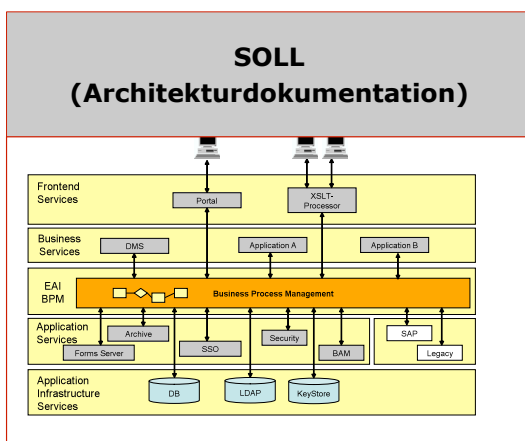 SOLL
(Architekturdokumentation)
Frontend
Services
Portal
XSLT-
Processor
Business
Services
DMS
Application A
Application B
EAI
BPM
Business Process Management
Application
Services
Archive
Forms Server
SSO
Security
BAM
SAP
Legacy
Application
Infrastructure
Services
DB
LDAP
KeyStore